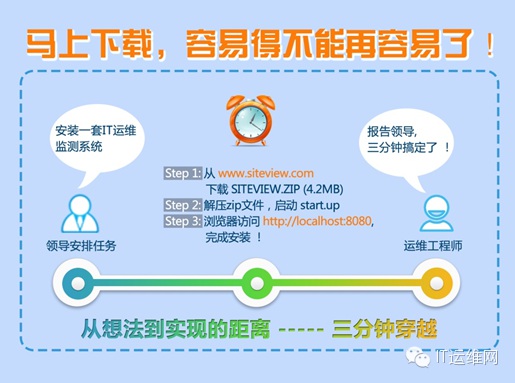 马上下载，容易得不能再容易了！
安装一套IT运维
监测系统
报告领导,
三分钟搞定了！
Step 1: 从 www.siteview.com
下载 SITEVIEW.ZIP (4.2MB)
Step 2: 解压zip文件，启动 start.up
Step 3: 浏览器访问 http://localhost:8080,
完成安装 ！
领导安排任务
运维工程师
从想法到实现的距离 ----- 三分钟穿越
IT运维网